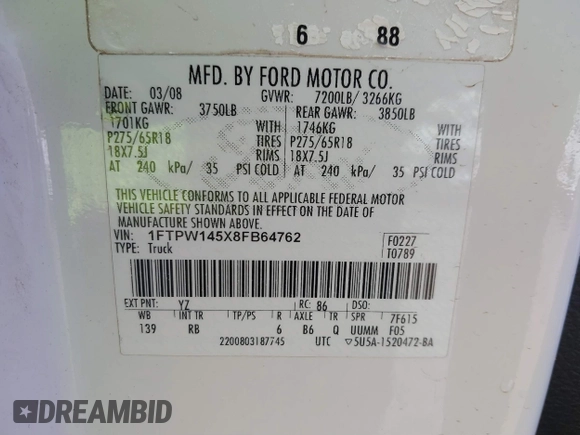 6 88
MFD. BY FORD MOTOR CO.
DATE: 03/08 GVWR: 7200LB/ 3266KG
FRONT GAWR: 3750LB REAR GAWR: 3850LB
1701KG WITH 1746KG WITH
P275/65R18 TIRES P275/65R18 TIRES
18X7.5J RIMS 18X7.5J RIMS
AT 240 kPa/ 35 PSI COLD AT 240 kPa/ 35 PSI COLD
THIS VEHICLE CONFORMS TO ALL APPLICABLE FEDERAL MOTOR
VEHICLE SAFETY STANDARDS IN EFFECT ON THE DATE OF
MANUFACTURE SHOWN ABOVE.
VIN: 1FTPW145X8FB64762 F0227
TYPE: Truck T0789
EXT PNT: YZ RC: 86 DSO:
WB INT TR TP/PS R AXLE TR SPR 7F615
139 RB 6 B6 Q UUMM F05
2200803187745 UTC ▽5U5A-1520472-BA
DREAMBID